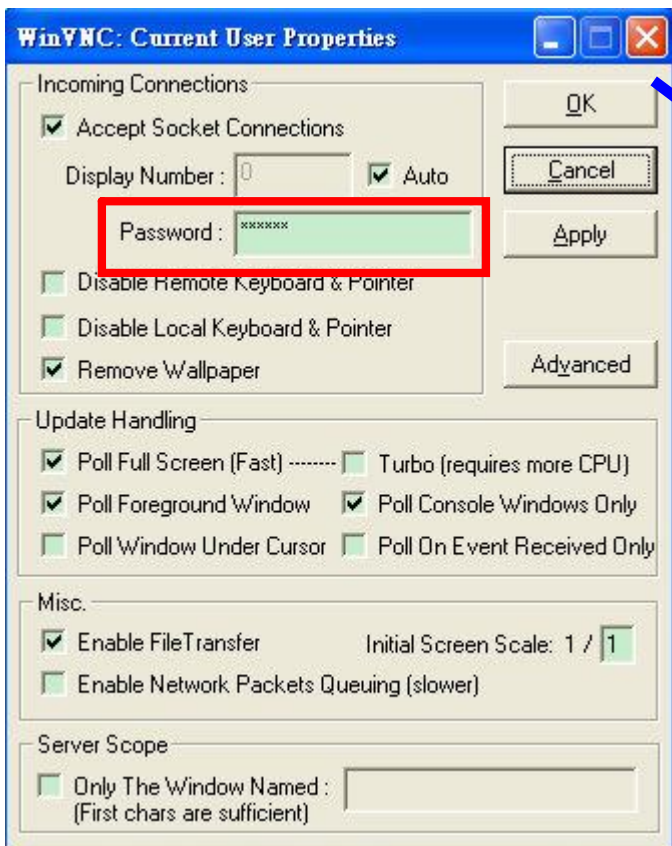 WinVNC: Current User Properties
Incoming Connections
OK
Accept Socket Connections
Display Number : 0 Auto
Cancel
Password : ******
Apply
Disable Remote Keyboard & Pointer
Disable Local Keyboard & Pointer
Remove Wallpaper
Advanced
Update Handling
Poll Full Screen (Fast) -------- Turbo (requires more CPU)
Poll Foreground Window Poll Console Windows Only
Poll Window Under Cursor Poll On Event Received Only
Misc.
Enable FileTransfer Initial Screen Scale: 1 / 1
Enable Network Packets Queuing (slower)
Server Scope
Only The Window Named :
(First chars are sufficient)